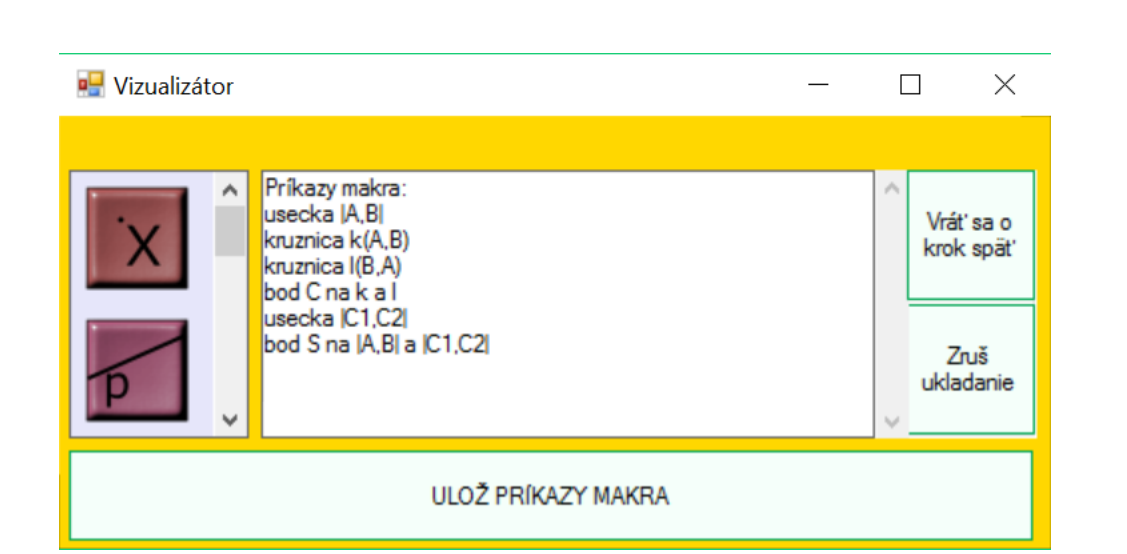 Vizualizátor
X
p
Príkazy makra:
usecka |A,B|
kruznica k(A,B)
kruznica l(B,A)
bod C na k a l
usecka |C1,C2|
bod S na |A,B| a |C1,C2|
Vráť sa o
krok späť
Zruš
ukladanie
ULOŽ PRÍKAZY MAKRA